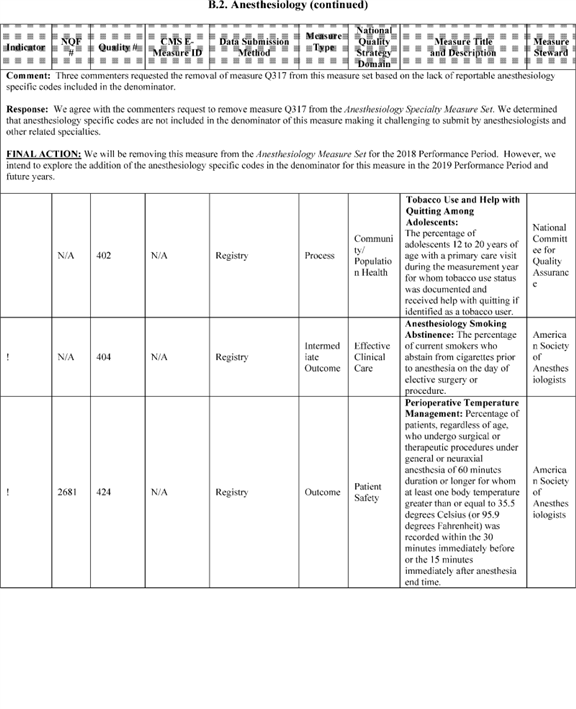 B.2. Anesthesiology (continued)
Indicator
NQF
#
Quality #
CMS E-
Measure ID
Data Submission
Method
Measure
Type
National
Quality
Strategy
Domain
Measure Title
and Description
Measure
Steward
Comment: Three commenters requested the removal of measure Q317 from this measure set based on the lack of reportable anesthesiology
specific codes included in the denominator.
Response: We agree with the commenters request to remove measure Q317 from the Anesthesiology Specialty Measure Set. We determined
that anesthesiology specific codes are not included in the denominator of this measure making it challenging to submit by anesthesiologists and
other related specialties.
FINAL ACTION: We will be removing this measure from the Anesthesiology Measure Set for the 2018 Performance Period. However, we
intend to explore the addition of the anesthesiology specific codes in the denominator for this measure in the 2019 Performance Period and
future years.
N/A
402
N/A
Registry
Process
Communi
ty/
Populatio
n Health
Tobacco Use and Help with
Quitting Among
Adolescents:
The percentage of
adolescents 12 to 20 years of
age with a primary care visit
during the measurement year
for whom tobacco use status
was documented and
received help with quitting if
identified as a tobacco user.
National
Committ
ee for
Quality
Assuranc
e
!
N/A
404
N/A
Registry
Intermed
iate
Outcome
Effective
Clinical
Care
Anesthesiology Smoking
Abstinence: The percentage
of current smokers who
abstain from cigarettes prior
to anesthesia on the day of
elective surgery or
procedure.
America
n Society
of
Anesthes
iologists
!
2681
424
N/A
Registry
Outcome
Patient
Safety
Perioperative Temperature
Management: Percentage of
patients, regardless of age,
who undergo surgical or
therapeutic procedures under
general or neuraxial
anesthesia of 60 minutes
duration or longer for whom
at least one body temperature
greater than or equal to 35.5
degrees Celsius (or 95.9
degrees Fahrenheit) was
recorded within the 30
minutes immediately before
or the 15 minutes
immediately after anesthesia
end time.
America
n Society
of
Anesthes
iologists